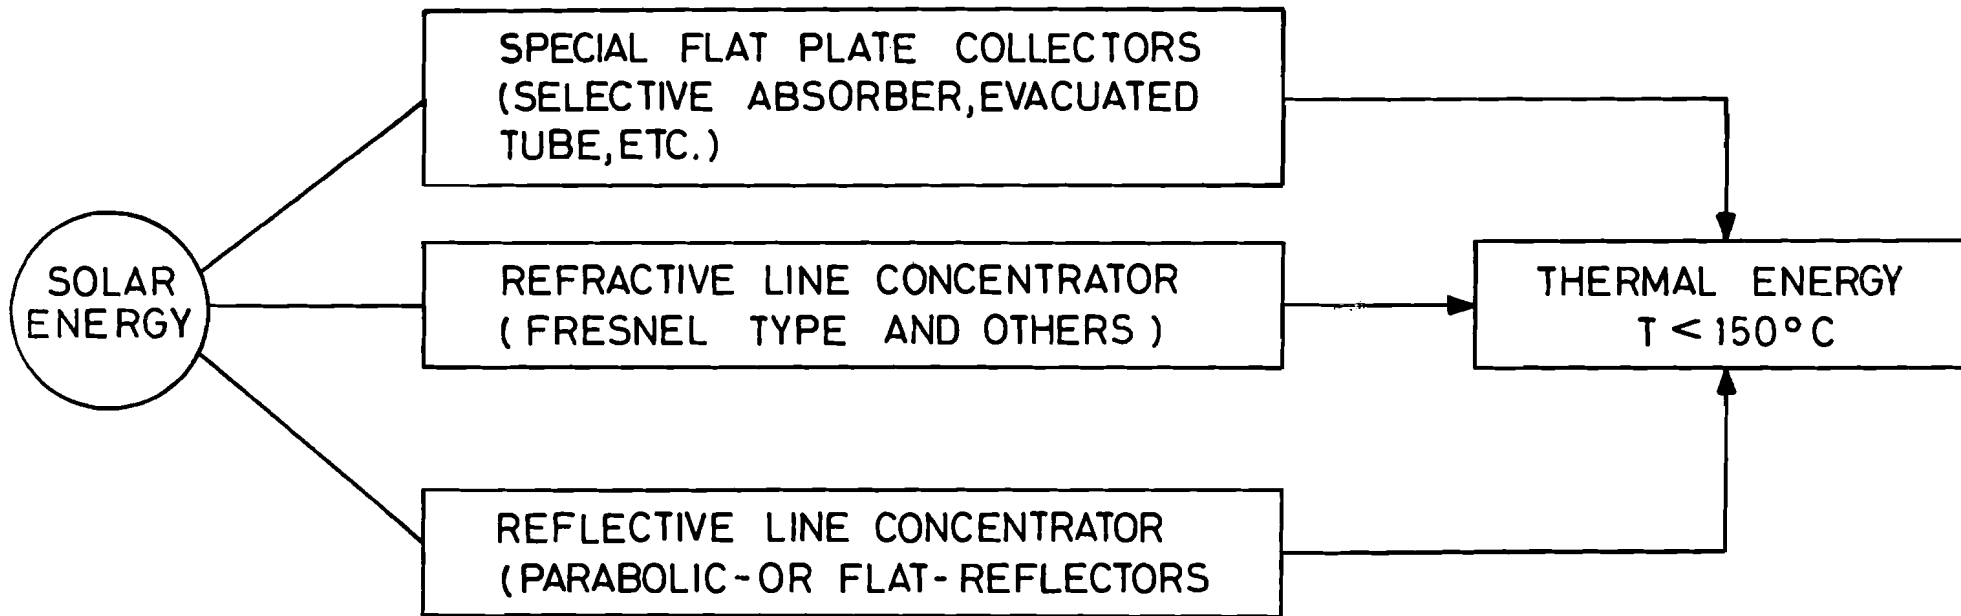 SPECIAL FLAT PLATE COLLECTORS
(SELECTIVE ABSORBER, EVACUATED
TUBE, ETC.)
SOLAR
ENERGY
REFRACTIVE LINE CONCENTRATOR
( FRESNEL TYPE AND OTHERS )
THERMAL ENERGY
T < 150° C
REFLECTIVE LINE CONCENTRATOR
(PARABOLIC-OR FLAT-REFLECTORS